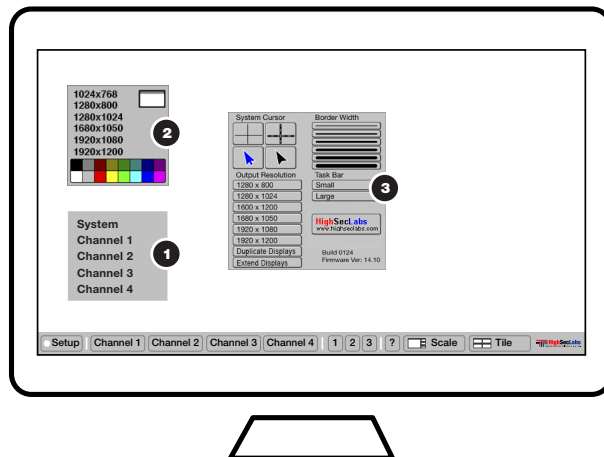 1024x768
1280x800
1280x1024
1680x1050
1920x1080
1920x1200
2
System
Channel 1
Channel 2
Channel 3
Channel 4
1
System Cursor
Border Width
Output Resolution
1280 x 800
1280 x 1024
1600 x 1200
1680 x 1050
1920 x 1080
1920 x 1200
Duplicate Displays
Extend Displays
Task Bar
Small
Large
3
HighSecLabs
www.highseclabs.com
Build 0124
Firmware Ver: 14.10
Setup Channel 1 Channel 2 Channel 3 Channel 4 1 2 3 ? Scale Tile HighSecLabs